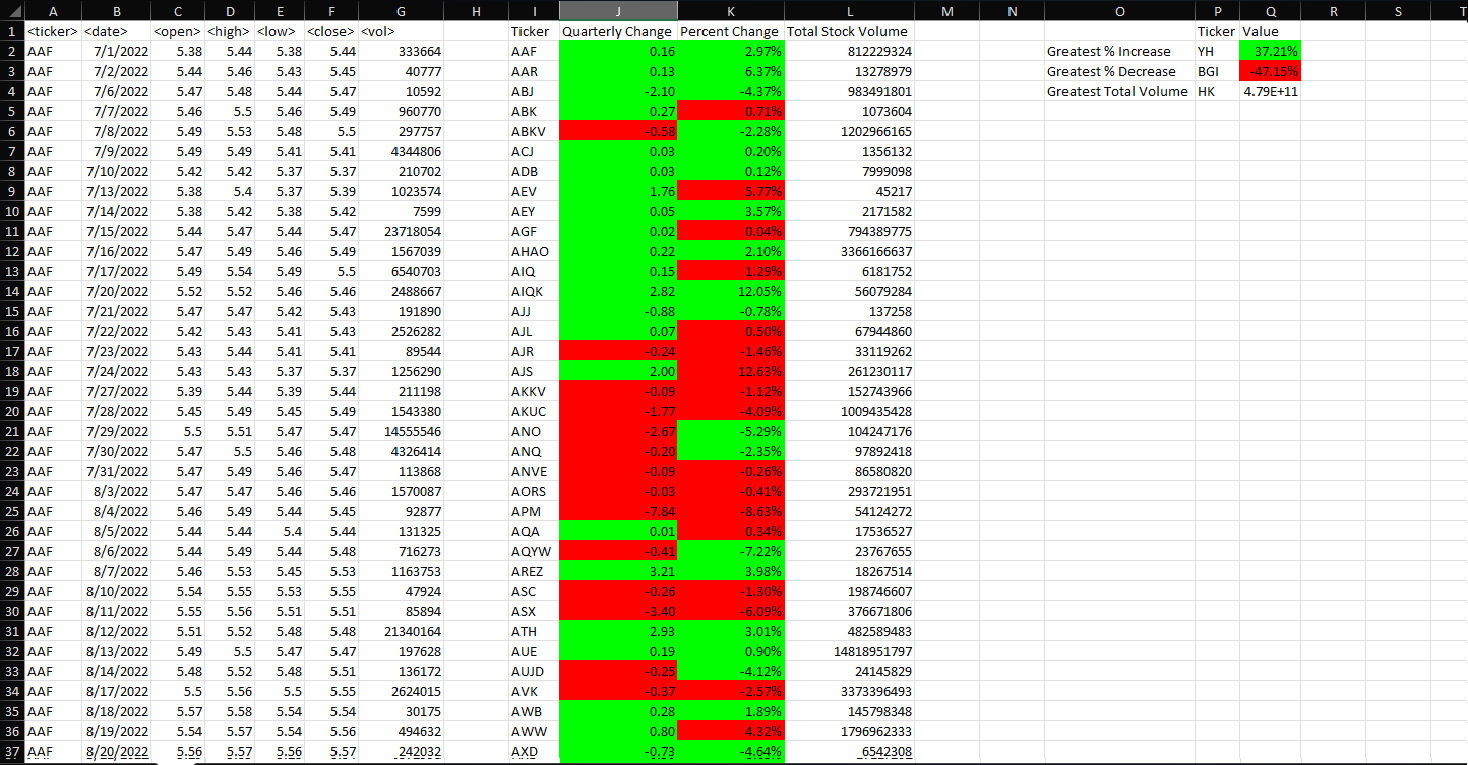 A B C D E F G H I J K L M N O P Q R S T
1 <ticker> <date> <open> <high> <low> <close> <vol> Ticker Quarterly Change Percent Change Total Stock Volume Ticker Value
2 AAF 7/1/2022 5.38 5.44 5.38 5.44 333664 AAF 0.16 2.97% 812229324 Greatest % Increase YH 37.21%
3 AAF 7/2/2022 5.44 5.46 5.43 5.45 40777 AAR 0.13 6.37% 13278979 Greatest % Decrease BGI -47.15%
4 AAF 7/6/2022 5.47 5.48 5.44 5.47 10592 ABJ -2.10 -4.37% 983491801 Greatest Total Volume HK 4.79E+11
5 AAF 7/7/2022 5.46 5.5 5.46 5.49 960770 ABK 0.27 0.71% 1073604
6 AAF 7/8/2022 5.49 5.53 5.48 5.5 297757 ABKV -0.58 -2.28% 1202966165
7 AAF 7/9/2022 5.49 5.49 5.41 5.41 4344806 ACJ 0.03 0.20% 1356132
8 AAF 7/10/2022 5.42 5.42 5.37 5.37 210702 ADB 0.03 0.12% 7999098
9 AAF 7/13/2022 5.38 5.4 5.37 5.39 1023574 AEV 1.76 5.77% 45217
10 AAF 7/14/2022 5.38 5.42 5.38 5.42 7599 AEY 0.05 3.57% 2171582
11 AAF 7/15/2022 5.44 5.47 5.44 5.47 23718054 AGF 0.02 0.04% 794389775
12 AAF 7/16/2022 5.47 5.49 5.46 5.49 1567039 AHAO 0.22 2.10% 3366166637
13 AAF 7/17/2022 5.49 5.54 5.49 5.5 6540703 AIQ 0.15 1.29% 6181752
14 AAF 7/20/2022 5.52 5.52 5.46 5.46 2488667 AIQK 2.82 12.05% 56079284
15 AAF 7/21/2022 5.47 5.47 5.42 5.43 191890 AJJ -0.88 -0.78% 137258
16 AAF 7/22/2022 5.42 5.43 5.41 5.43 2526282 AJL 0.07 0.50% 67944860
17 AAF 7/23/2022 5.43 5.44 5.41 5.41 89544 AJR -0.24 -1.46% 33119262
18 AAF 7/24/2022 5.43 5.43 5.37 5.37 1256290 AJS 2.00 12.63% 261230117
19 AAF 7/27/2022 5.39 5.44 5.39 5.44 211198 AKKV -0.09 -1.12% 152743966
20 AAF 7/28/2022 5.45 5.49 5.45 5.49 1543380 AKUC -1.77 -4.09% 1009435428
21 AAF 7/29/2022 5.5 5.51 5.47 5.47 14555546 ANO -2.67 -5.29% 104247176
22 AAF 7/30/2022 5.47 5.5 5.46 5.48 4326414 ANQ -0.20 -2.35% 97892418
23 AAF 7/31/2022 5.47 5.49 5.46 5.47 113868 ANVE -0.09 -0.26% 86580820
24 AAF 8/3/2022 5.47 5.47 5.46 5.46 1570087 AORS -0.03 -0.41% 293721951
25 AAF 8/4/2022 5.46 5.49 5.44 5.45 92877 APM -7.84 -8.63% 54124272
26 AAF 8/5/2022 5.44 5.44 5.4 5.44 131325 AQA 0.01 0.34% 17536527
27 AAF 8/6/2022 5.44 5.49 5.44 5.48 716273 AQYW -0.41 -7.22% 23767655
28 AAF 8/7/2022 5.46 5.53 5.45 5.53 1163753 AREZ 3.21 3.98% 18267514
29 AAF 8/10/2022 5.54 5.55 5.53 5.55 47924 ASC -0.26 -1.30% 198746607
30 AAF 8/11/2022 5.55 5.56 5.51 5.51 85894 ASX -3.40 -6.09% 376671806
31 AAF 8/12/2022 5.51 5.52 5.48 5.48 21340164 ATH 2.93 3.01% 482589483
32 AAF 8/13/2022 5.49 5.5 5.47 5.47 197628 AUE 0.19 0.90% 14818951797
33 AAF 8/14/2022 5.48 5.52 5.48 5.51 136172 AUJD -0.25 -4.12% 24145829
34 AAF 8/17/2022 5.5 5.56 5.5 5.55 2624015 AVK -0.37 -2.57% 3373396493
35 AAF 8/18/2022 5.57 5.58 5.54 5.54 30175 AWB 0.28 1.89% 145798348
36 AAF 8/19/2022 5.54 5.57 5.54 5.56 494632 AWW 0.80 4.32% 1796962333
37 AAF 8/20/2022 5.56 5.57 5.56 5.57 242032 AXD -0.73 -4.64% 6542308